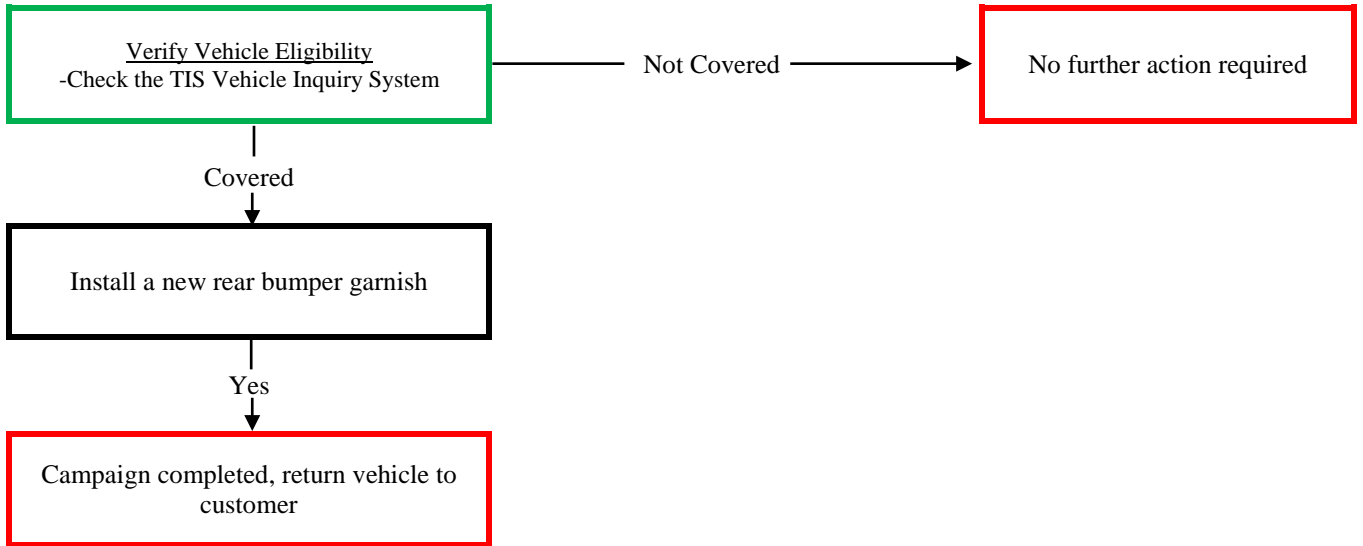 Verify Vehicle Eligibility
-Check the TIS Vehicle Inquiry System
Not Covered
No further action required
Covered
Install a new rear bumper garnish
Yes
Campaign completed, return vehicle to
customer